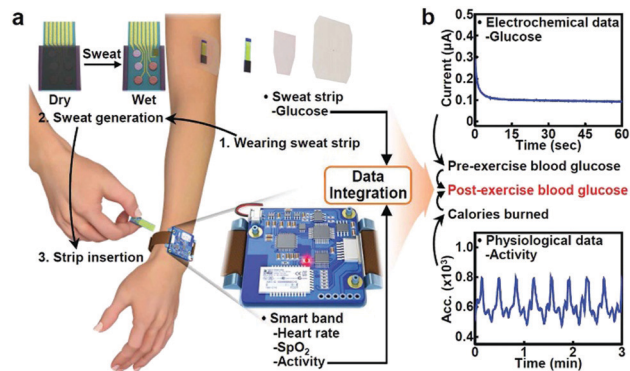 a
Sweat
Dry
Wet
2. Sweat generation
1. Wearing sweat strip
3. Strip insertion
• Sweat strip
-Glucose
Data
Integration
• Smart band
-Heart rate
-SpO₂
-Activity
b
Current (µA)
0.5
0.4
0.3
0.2
0.1
0.0
• Electrochemical data
-Glucose
0 15 30 45 60
Time (sec)
Pre-exercise blood glucose
Post-exercise blood glucose
Calories burned
Acc. (x10³)
1.0
0.8
0.6
0.4
• Physiological data
-Activity
0 1 2 3
Time (min)